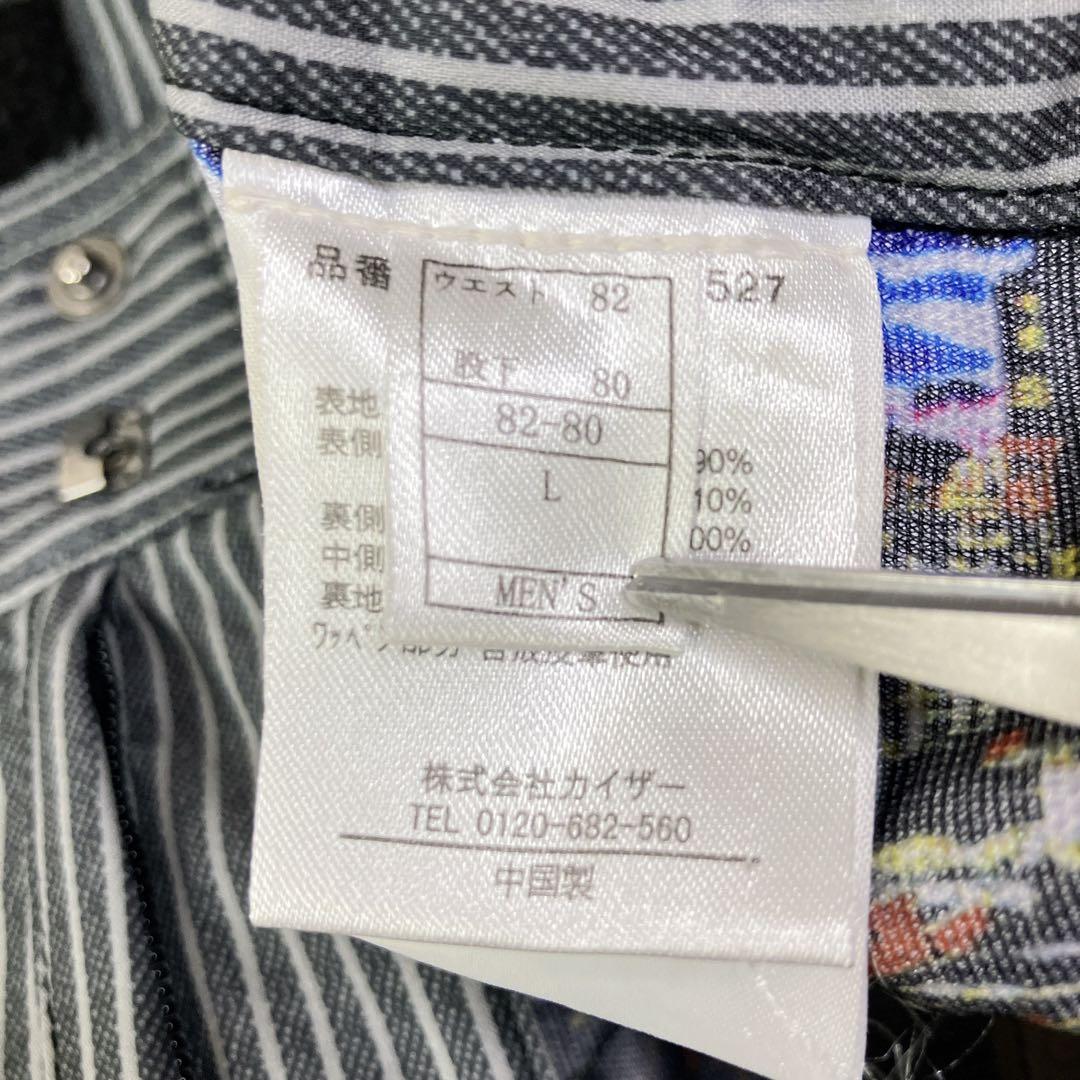 品番
527
ウエスト 82
股下 80
82-80
L
MEN'S
表地
表側
90%
10%
裏側
00%
中側
裏地
株式会社カイザー
TEL 0120-682-560
中国製